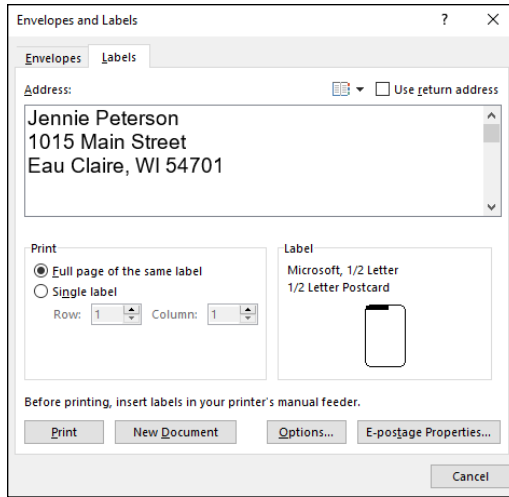 Envelopes and Labels ? ×
Envelopes Labels
Address: Use return address
Jennie Peterson
1015 Main Street
Eau Claire, WI 54701
Print
Full page of the same label
Single label
Row: 1 Column: 1
Label
Microsoft, 1/2 Letter
1/2 Letter Postcard
Before printing, insert labels in your printer's manual feeder.
Print New Document Options... E-postage Properties...
Cancel